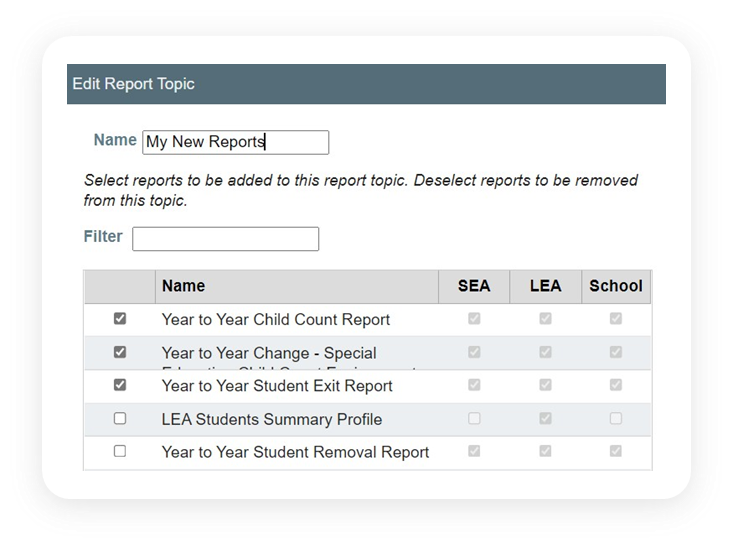 Edit Report Topic
Name My New Reports
Select reports to be added to this report topic. Deselect reports to be removed
from this topic.
Filter
Name SEA LEA School
Year to Year Child Count Report
Year to Year Change - Special
Year to Year Student Exit Report
LEA Students Summary Profile
Year to Year Student Removal Report